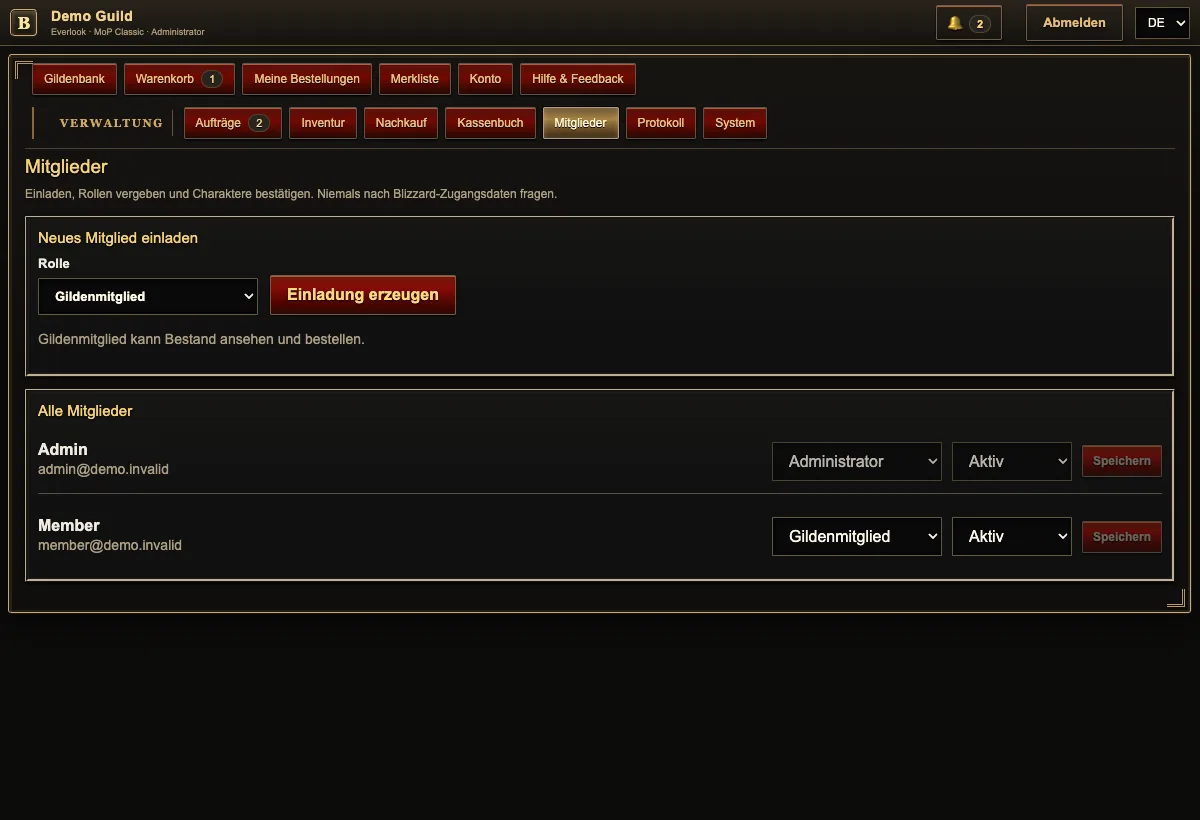 B
Demo Guild
Everlook · MoP Classic · Administrator
2
Abmelden
DE
Gildenbank
Warenkorb 1
Meine Bestellungen
Merkliste
Konto
Hilfe & Feedback
VERWALTUNG
Aufträge 2
Inventur
Nachkauf
Kassenbuch
Mitglieder
Protokoll
System
Mitglieder
Einladen, Rollen vergeben und Charaktere bestätigen. Niemals nach Blizzard-Zugangsdaten fragen.
Neues Mitglied einladen
Rolle
Gildenmitglied
Einladung erzeugen
Gildenmitglied kann Bestand ansehen und bestellen.
Alle Mitglieder
Admin
admin@demo.invalid
Administrator
Aktiv
Speichern
Member
member@demo.invalid
Gildenmitglied
Aktiv
Speichern